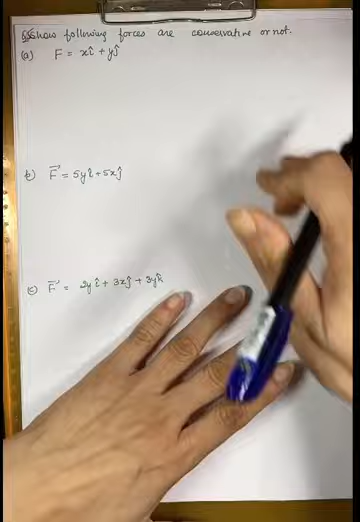 Show following forces are conservative or not.
(a) F = xî + yĵ
b) F⃗ = 5yî + 5xĵ
(c) F⃗ = 2yî + 3xĵ + 3yk̂